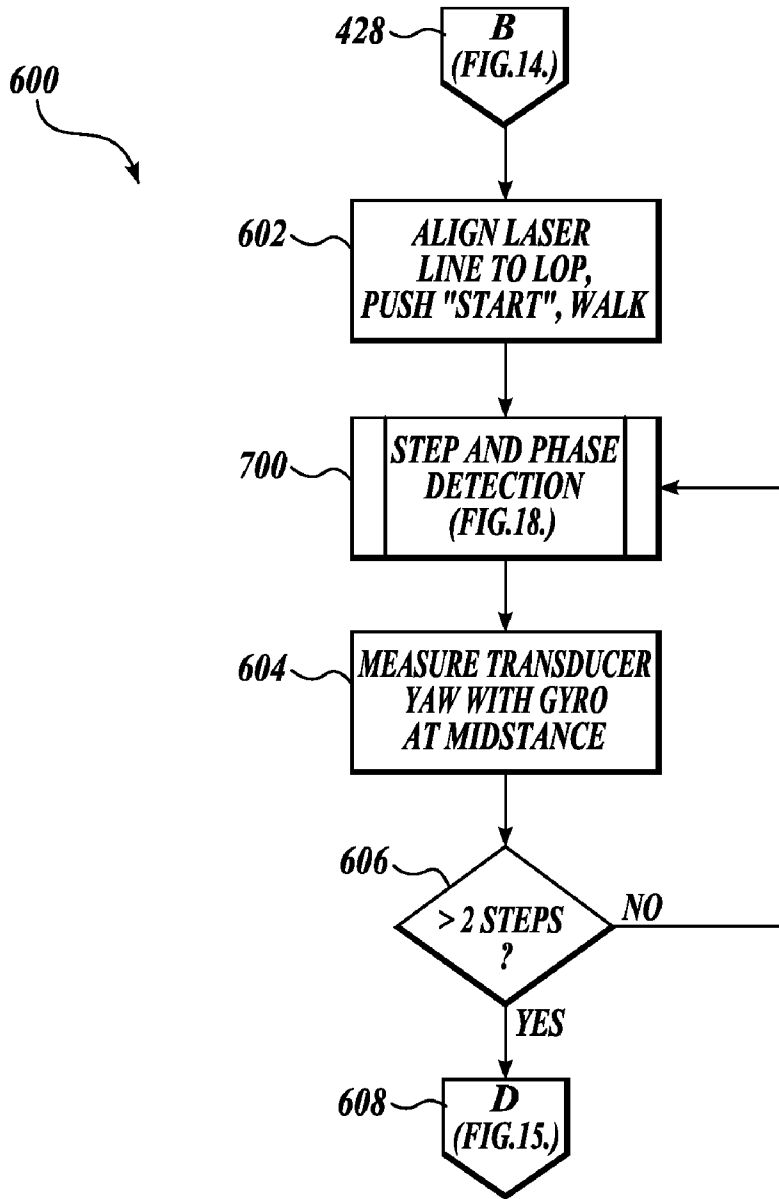 428
B
(FIG.14.)
600
602
ALIGN LASER
LINE TO LOP,
PUSH "START", WALK
700
STEP AND PHASE
DETECTION
(FIG.18.)
604
MEASURE TRANSDUCER
YAW WITH GYRO
AT MIDSTANCE
606
> 2 STEPS
?
NO
YES
608
D
(FIG.15.)